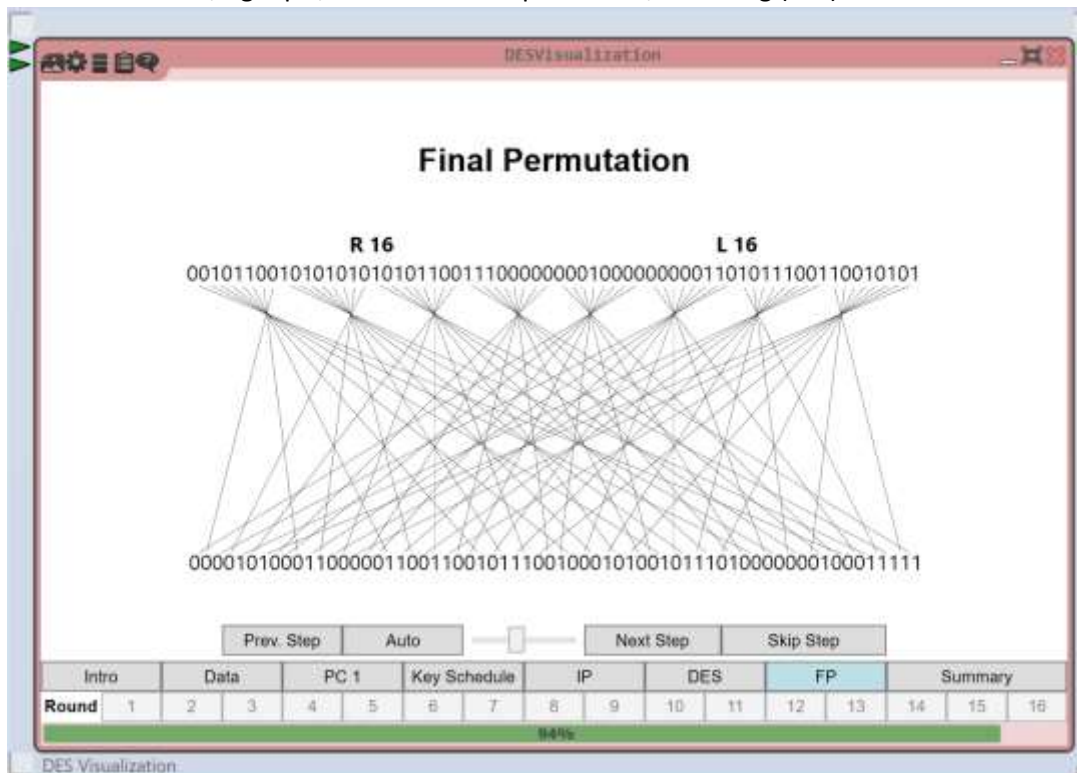 DESVisualization
Final Permutation
R 16 L 16
0010110010101010101011001110000000010000000001101011100110010101
0000101000110000011001100101110010001010010111010000000100011111
Prev. Step Auto Next Step Skip Step
Intro Data PC 1 Key Schedule IP DES FP Summary
Round 1 2 3 4 5 6 7 8 9 10 11 12 13 14 15 16
94%
DES Visualization